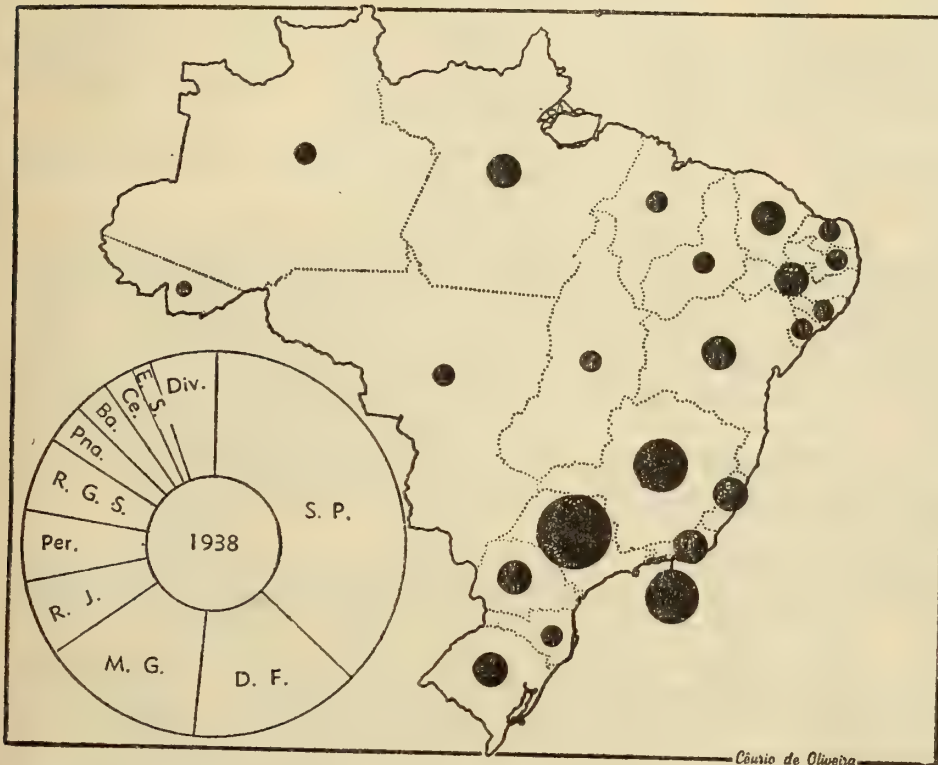 Div.
E. S.
Ce.
Ba.
Pna.
R. G. S.
Per.
R. J.
M. G.
D. F.
S. P.
1938
Cêurio de Oliveira